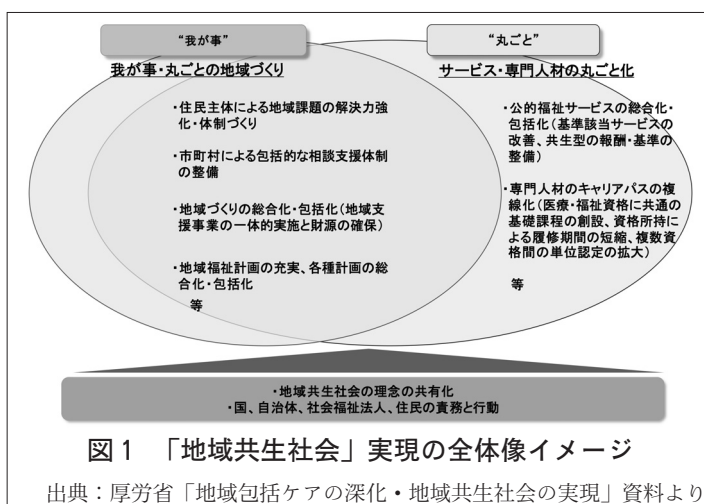 “我が事”
我が事・丸ごとの地域づくり
・住民主体による地域課題の解決力強
化・体制づくり
・市町村による包括的な相談支援体制
の整備
・地域づくりの総合化・包括化(地域支
援事業の一体的実施と財源の確保)
・地域福祉計画の充実、各種計画の総
合化・包括化
等
“丸ごと”
サービス・専門人材の丸ごと化
・公的福祉サービスの総合化・
包括化(基準該当サービスの
改善、共生型の報酬・基準の
整備)
・専門人材のキャリアパスの複
線化(医療・福祉資格に共通の
基礎課程の創設、資格所持に
よる履修期間の短縮、複数資
格間の単位認定の拡大)
等
・地域共生社会の理念の共有化
・国、自治体、社会福祉法人、住民の責務と行動
図1 「地域共生社会」実現の全体像イメージ
出典：厚労省「地域包括ケアの深化・地域共生社会の実現」資料より